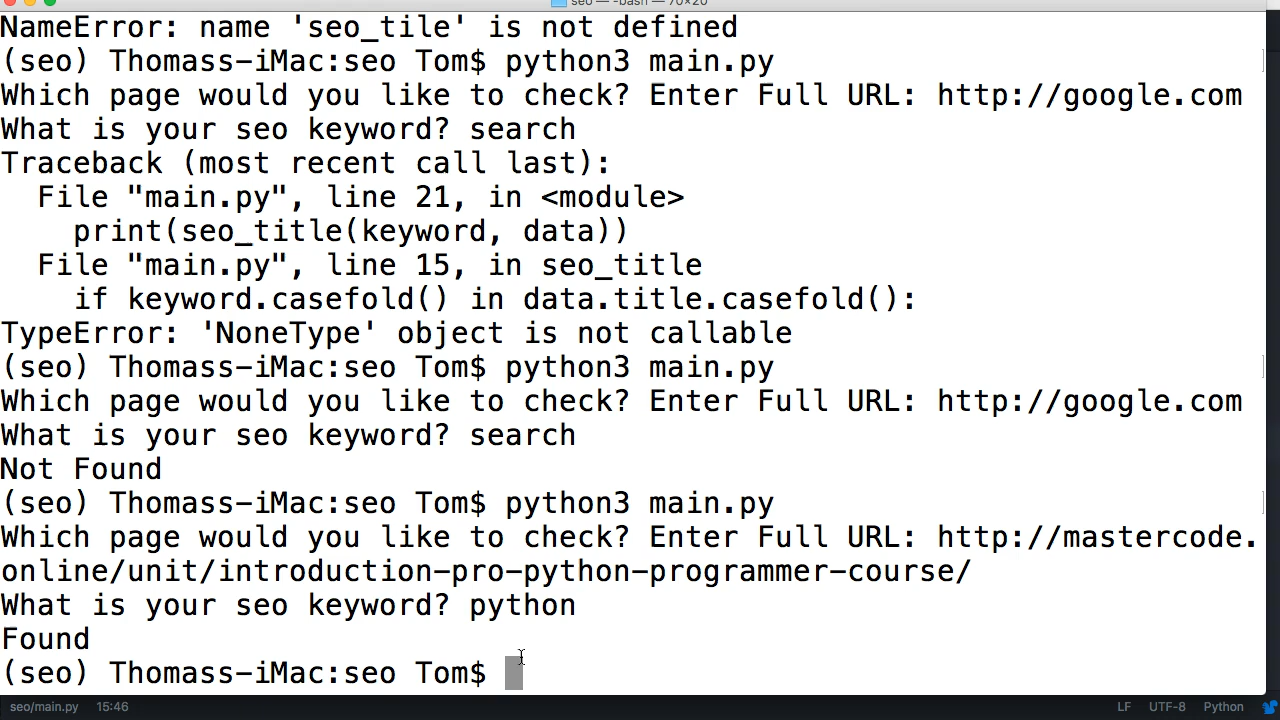 seo — -bash — 70×20
NameError: name 'seo_tile' is not defined
(seo) Thomass-iMac:seo Tom$ python3 main.py
Which page would you like to check? Enter Full URL: http://google.com
What is your seo keyword? search
Traceback (most recent call last):
  File "main.py", line 21, in <module>
    print(seo_title(keyword, data))
  File "main.py", line 15, in seo_title
    if keyword.casefold() in data.title.casefold():
TypeError: 'NoneType' object is not callable
(seo) Thomass-iMac:seo Tom$ python3 main.py
Which page would you like to check? Enter Full URL: http://google.com
What is your seo keyword? search
Not Found
(seo) Thomass-iMac:seo Tom$ python3 main.py
Which page would you like to check? Enter Full URL: http://mastercode.
online/unit/introduction-pro-python-programmer-course/
What is your seo keyword? python
Found
(seo) Thomass-iMac:seo Tom$
seo/main.py 15:46 LF UTF-8 Python